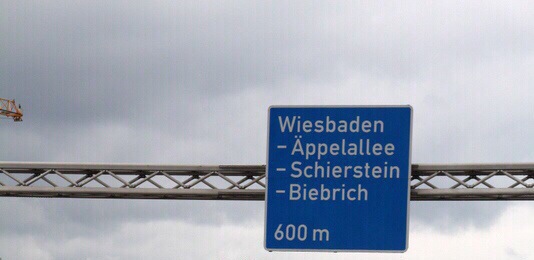 Wiesbaden
– Äppelallee
– Schierstein
– Biebrich
600 m